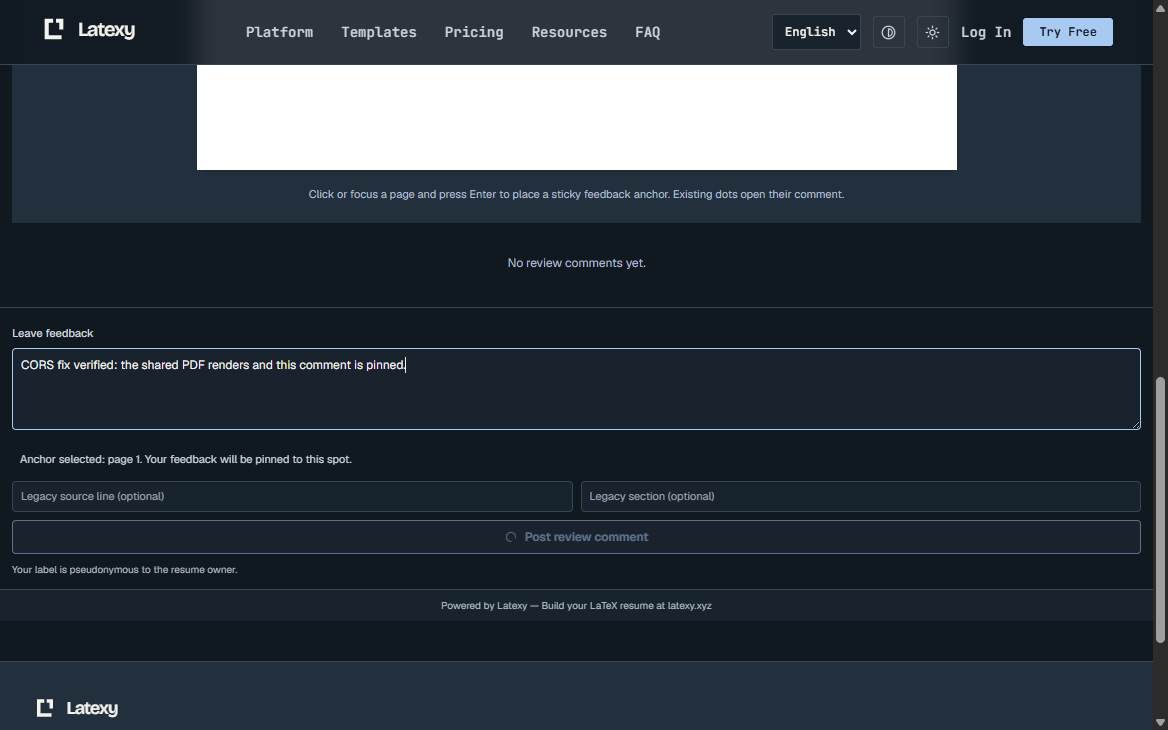 Latexy
Platform
Templates
Pricing
Resources
FAQ
English
Log In
Try Free
Click or focus a page and press Enter to place a sticky feedback anchor. Existing dots open their comment.
No review comments yet.
Leave feedback
CORS fix verified: the shared PDF renders and this comment is pinned.
Anchor selected: page 1. Your feedback will be pinned to this spot.
Legacy source line (optional)
Legacy section (optional)
Post review comment
Your label is pseudonymous to the resume owner.
Powered by Latexy — Build your LaTeX resume at latexy.xyz
Latexy